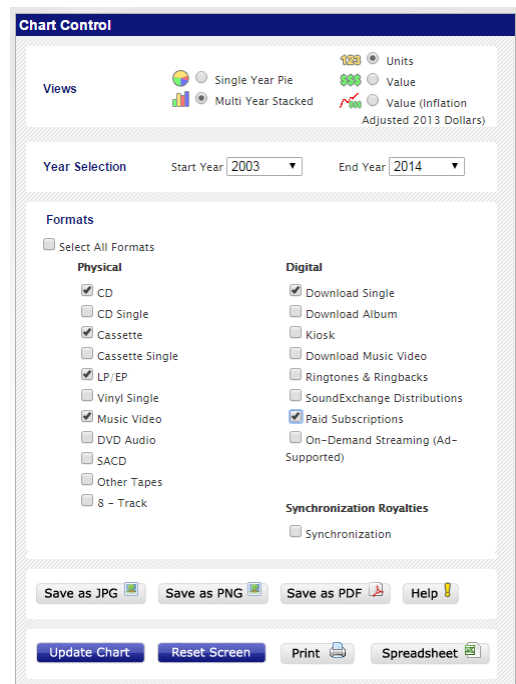 Chart Control
Views
Single Year Pie
Multi Year Stacked
123 Units
$$$ Value
Value (Inflation
Adjusted 2013 Dollars)
Year Selection
Start Year 2003
End Year 2014
Formats
Select All Formats
Physical
CD
CD Single
Cassette
Cassette Single
LP/EP
Vinyl Single
Music Video
DVD Audio
SACD
Other Tapes
8 - Track
Digital
Download Single
Download Album
Kiosk
Download Music Video
Ringtones & Ringbacks
SoundExchange Distributions
Paid Subscriptions
On-Demand Streaming (Ad-
Supported)
Synchronization Royalties
Synchronization
Save as JPG
Save as PNG
Save as PDF
Help
Update Chart
Reset Screen
Print
Spreadsheet